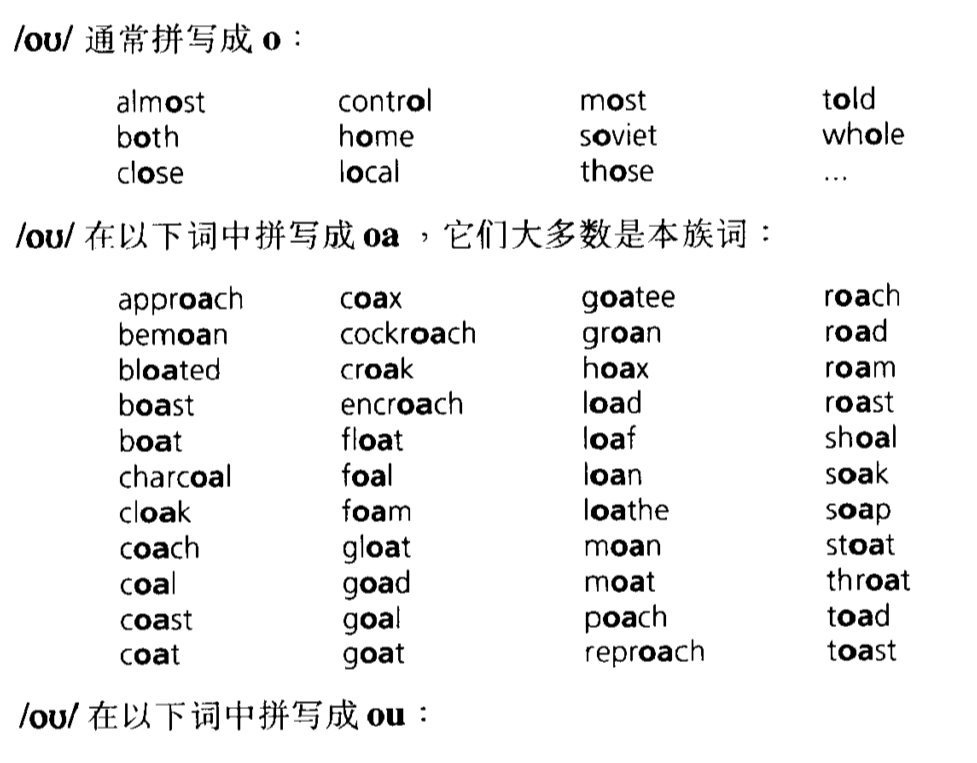 /oʊ/ 通常拼写成 o：
almost control most told
both home soviet whole
close local those ...
/oʊ/ 在以下词中拼写成 oa ，它们大多数是本族词：
approach coax goatee roach
bemoan cockroach groan road
bloated croak hoax roam
boast encroach load roast
boat float loaf shoal
charcoal foal loan soak
cloak foam loathe soap
coach gloat moan stoat
coal goad moat throat
coast goal poach toad
coat goat reproach toast
/oʊ/ 在以下词中拼写成 ou：